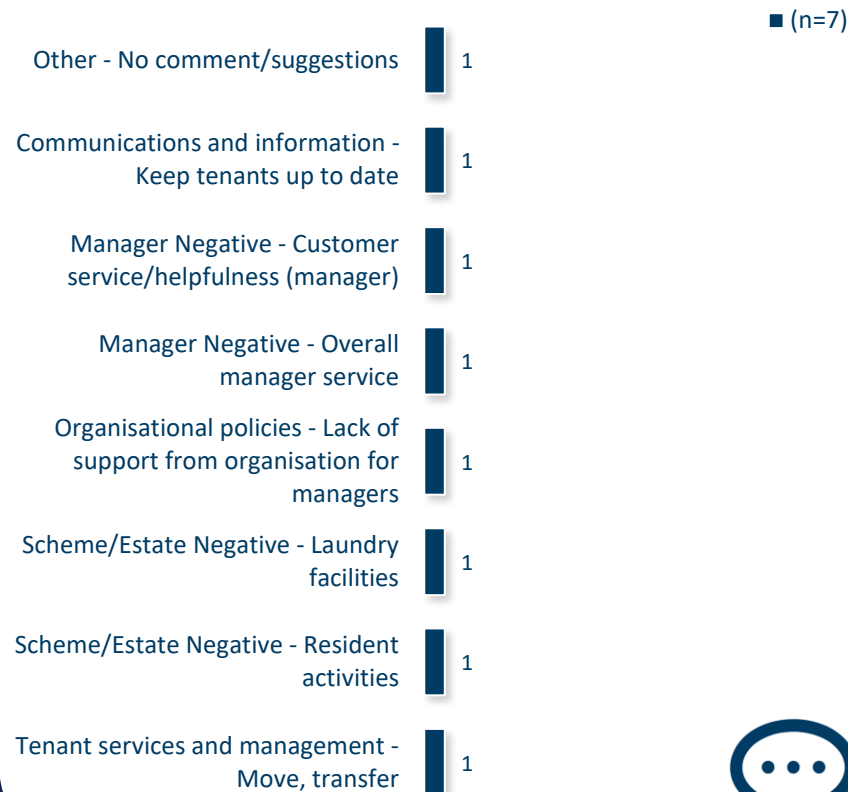 (n=7)
Other - No comment/suggestions 1
Communications and information -
Keep tenants up to date 1
Manager Negative - Customer
service/helpfulness (manager) 1
Manager Negative - Overall
manager service 1
Organisational policies - Lack of
support from organisation for 1
managers
Scheme/Estate Negative - Laundry
facilities 1
Scheme/Estate Negative - Resident
activities 1
Tenant services and management -
Move, transfer 1